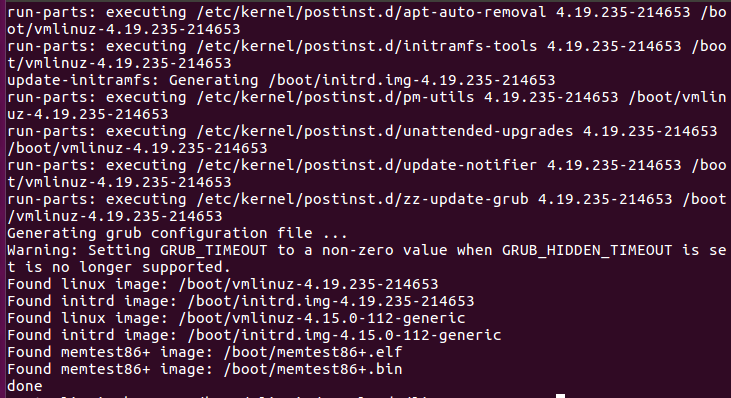 run-parts: executing /etc/kernel/postinst.d/apt-auto-removal 4.19.235-214653 /bo
ot/vmlinuz-4.19.235-214653
run-parts: executing /etc/kernel/postinst.d/initramfs-tools 4.19.235-214653 /boo
t/vmlinuz-4.19.235-214653
update-initramfs: Generating /boot/initrd.img-4.19.235-214653
run-parts: executing /etc/kernel/postinst.d/pm-utils 4.19.235-214653 /boot/vmlin
uz-4.19.235-214653
run-parts: executing /etc/kernel/postinst.d/unattended-upgrades 4.19.235-214653
/boot/vmlinuz-4.19.235-214653
run-parts: executing /etc/kernel/postinst.d/update-notifier 4.19.235-214653 /boo
t/vmlinuz-4.19.235-214653
run-parts: executing /etc/kernel/postinst.d/zz-update-grub 4.19.235-214653 /boot
/vmlinuz-4.19.235-214653
Generating grub configuration file ...
Warning: Setting GRUB_TIMEOUT to a non-zero value when GRUB_HIDDEN_TIMEOUT is se
t is no longer supported.
Found linux image: /boot/vmlinuz-4.19.235-214653
Found initrd image: /boot/initrd.img-4.19.235-214653
Found linux image: /boot/vmlinuz-4.15.0-112-generic
Found initrd image: /boot/initrd.img-4.15.0-112-generic
Found memtest86+ image: /boot/memtest86+.elf
Found memtest86+ image: /boot/memtest86+.bin
done